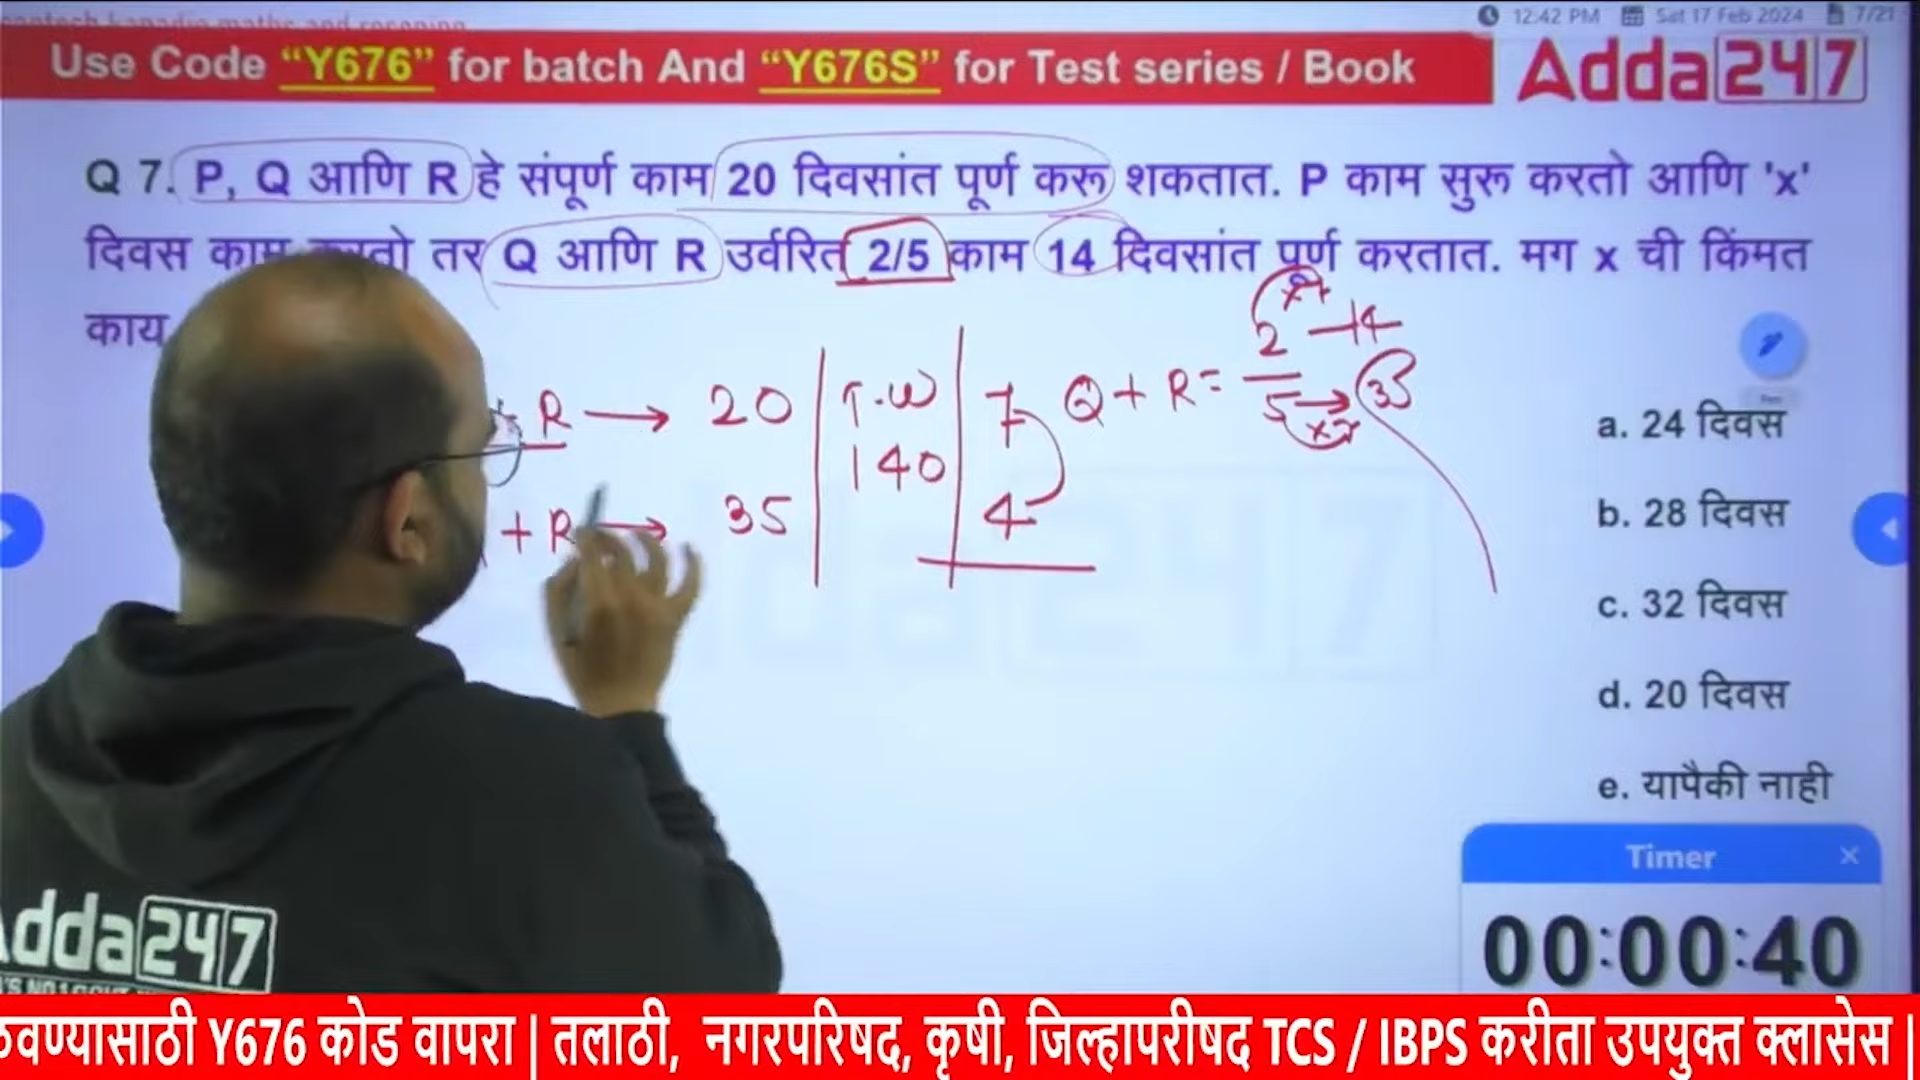 12:42 PM Sat 17 Feb 2024 7/21
Use Code “Y676” for batch And “Y676S” for Test series / Book
Adda247
Q 7. P, Q आणि R हे संपूर्ण काम 20 दिवसांत पूर्ण करू शकतात. P काम सुरू करतो आणि 'x'
दिवस काम करतो तर Q आणि R उर्वरित 2/5 काम 14 दिवसांत पूर्ण करतात. मग x ची किंमत
काय
R → 20 T.W 7 Q + R = 2 14
140 5 → 35
×7
+ R → 35 4
a. 24 दिवस
b. 28 दिवस
c. 32 दिवस
d. 20 दिवस
e. यापैकी नाही
Timer
00:00:40
Adda247
वण्यासाठी Y676 कोड वापरा | तलाठी, नगरपरिषद, कृषी, जिल्हापरीषद TCS / IBPS करीता उपयुक्त क्लासेस |